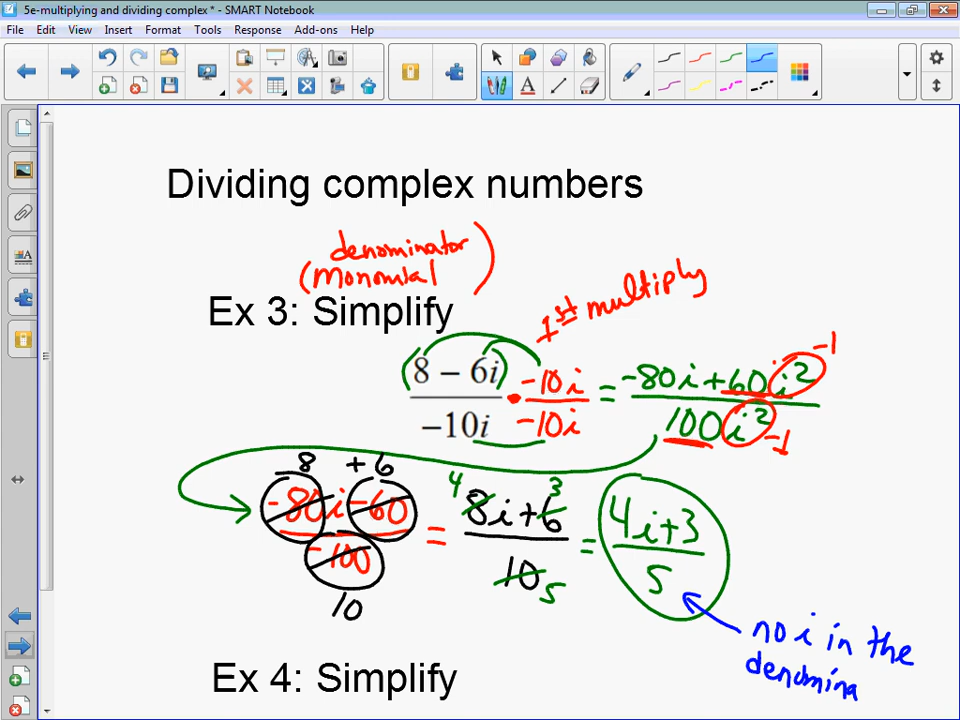 5e-multiplying and dividing complex * - SMART Notebook
File Edit View Insert Format Tools Response Add-ons Help
Dividing complex numbers
denominator
(Monomial)
Ex 3: Simplify
1st multiply
(8 − 6i) / −10i • −10i / −10i = −80i + 60i² / 100i²
−1
−1
8 +6
−80i − 60 / −100 = 8i + 6 / 10 = 4i + 3 / 5
4 3
5
10
no i in the
denomina
Ex 4: Simplify